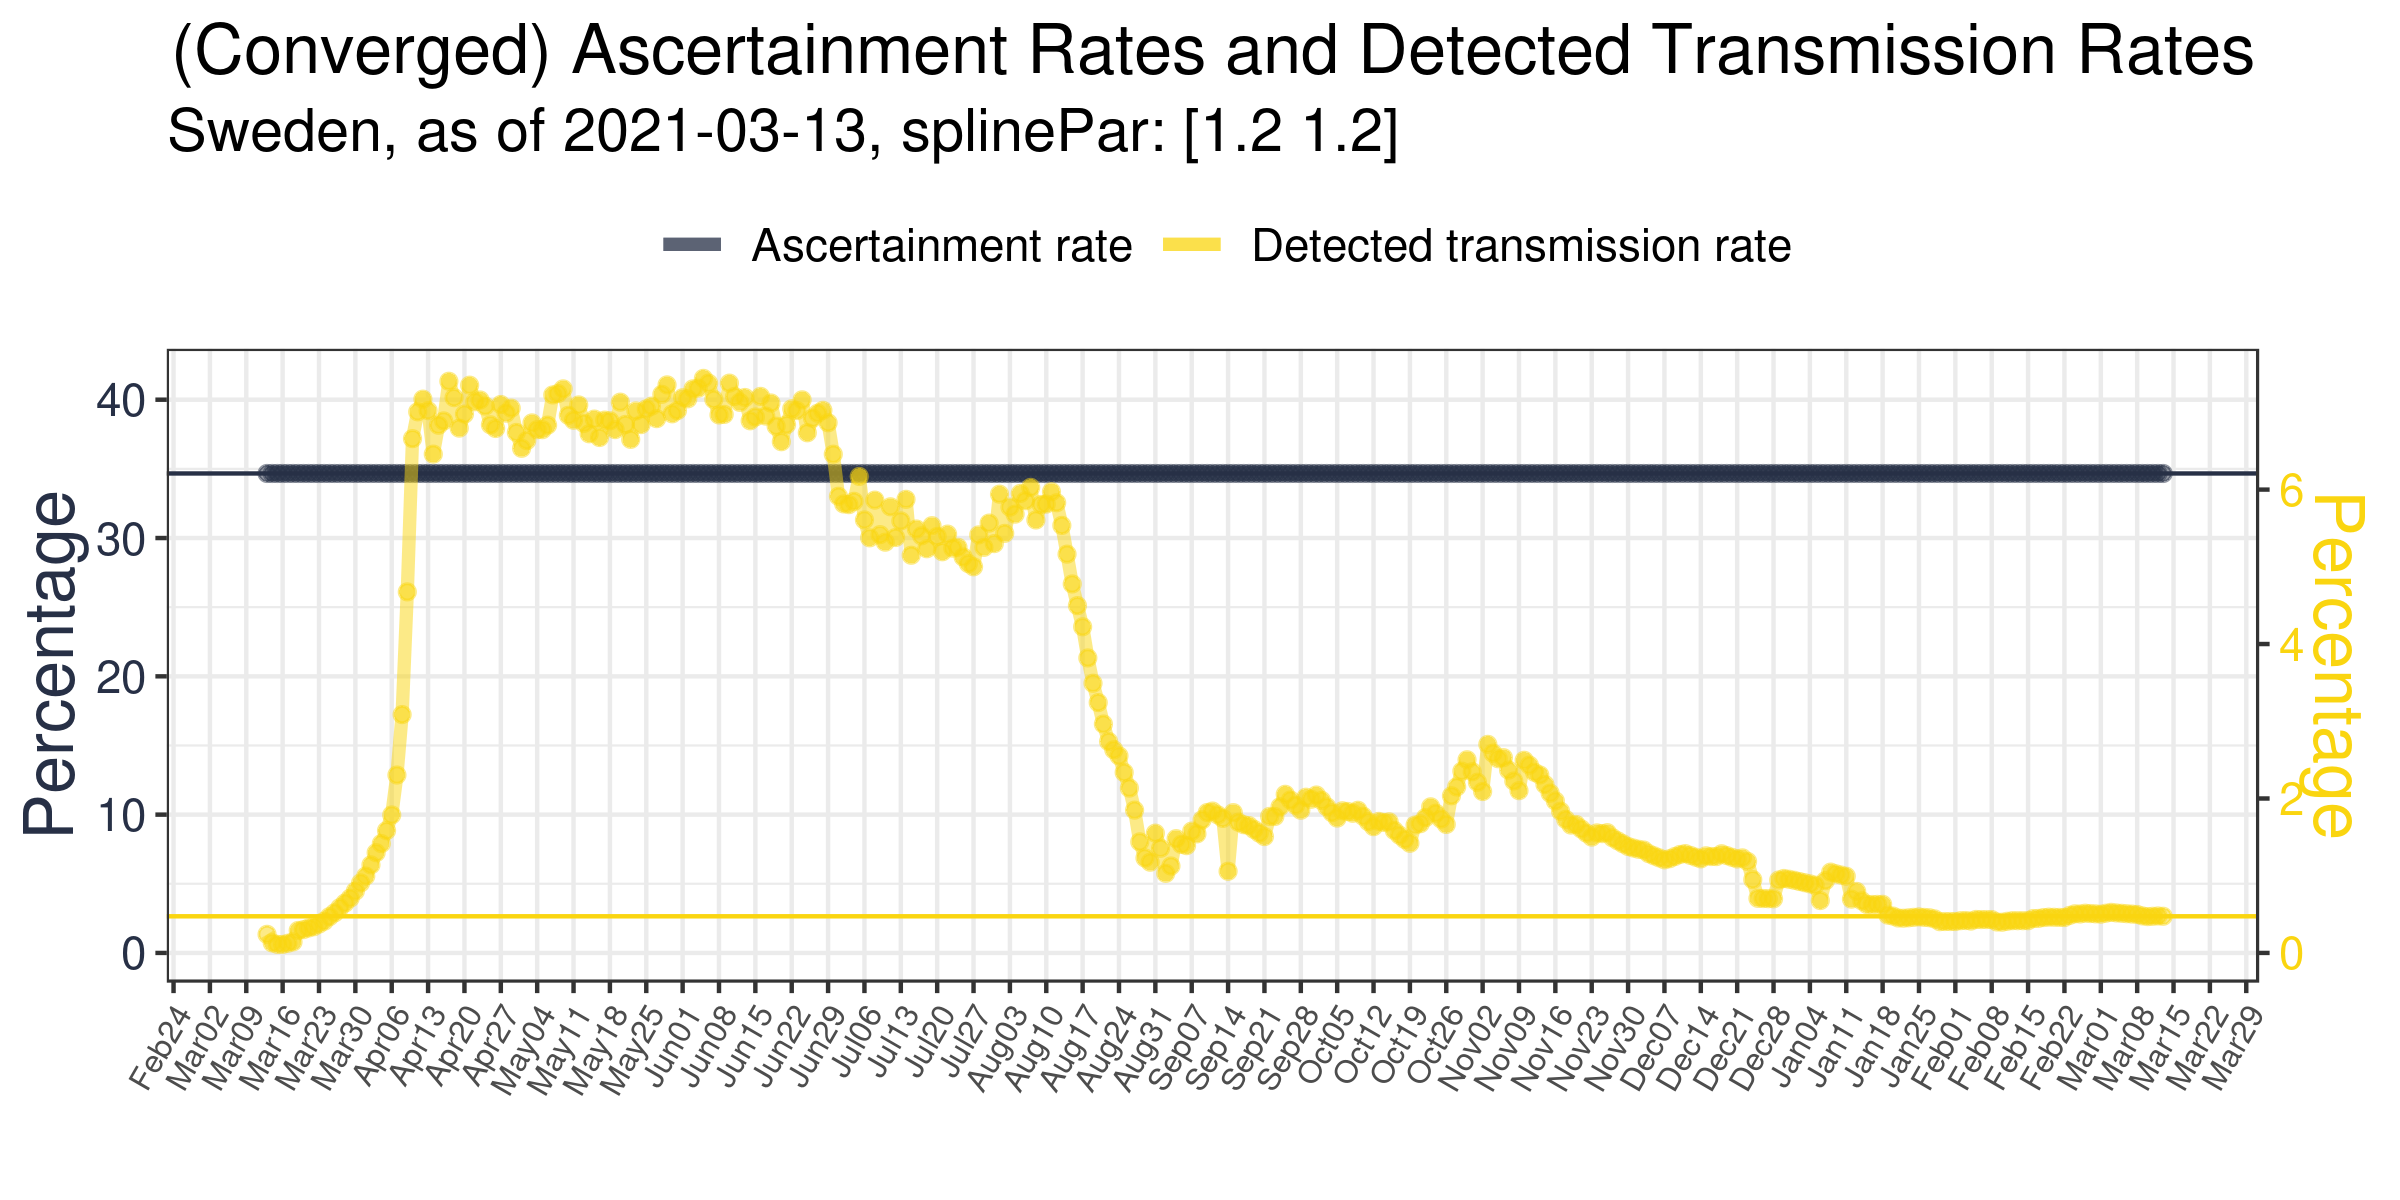 (Converged) Ascertainment Rates and Detected Transmission Rates
Sweden, as of 2021-03-13, splinePar: [1.2 1.2]
Ascertainment rate
Detected transmission rate
Percentage
40
30
20
10
0
6
4
2
0
Percentage
Feb24
Mar02
Mar09
Mar16
Mar23
Mar30
Apr06
Apr13
Apr20
Apr27
May04
May11
May18
May25
Jun01
Jun08
Jun15
Jun22
Jun29
Jul06
Jul13
Jul20
Jul27
Aug03
Aug10
Aug17
Aug24
Aug31
Sep07
Sep14
Sep21
Sep28
Oct05
Oct12
Oct19
Oct26
Nov02
Nov09
Nov16
Nov23
Nov30
Dec07
Dec14
Dec21
Dec28
Jan04
Jan11
Jan18
Jan25
Feb01
Feb08
Feb15
Feb22
Mar01
Mar08
Mar15
Mar22
Mar29